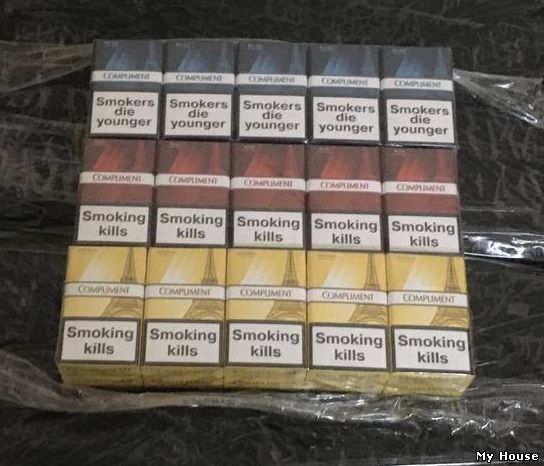 COMPLIMENT COMPLIMENT COMPLIMENT COMPLIMENT COMPLIMENT
Smokers Smokers Smokers Smokers Smokers
die die die die die
younger younger younger younger younger
COMPLIMENT COMPLIMENT COMPLIMENT COMPLIMENT COMPLIMENT
Smoking Smoking Smoking Smoking Smoking
kills kills kills kills kills
COMPLIMENT COMPLIMENT COMPLIMENT COMPLIMENT COMPLIMENT
Smoking Smoking Smoking Smoking Smoking
kills kills kills kills kills
My House